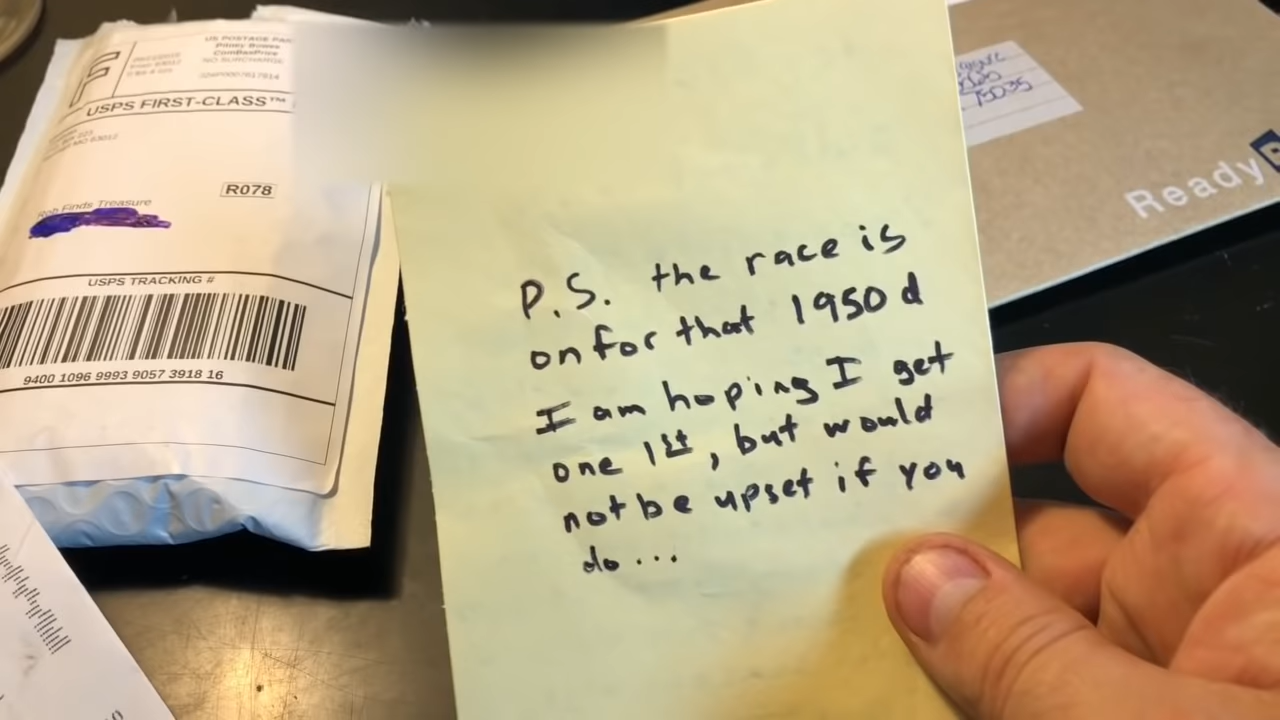 US POSTAGE PAI
Pitney Bowes
ComBasPrice
NO SURCHARGE
F
USPS FIRST-CLASS™
R078
Rob Finds Treasure
USPS TRACKING #
9400 1096 9993 9057 3918 16
P.S. the race is
on for that 1950 d
I am hoping I get
one 1st, but would
not be upset if you
do...
15035
Ready